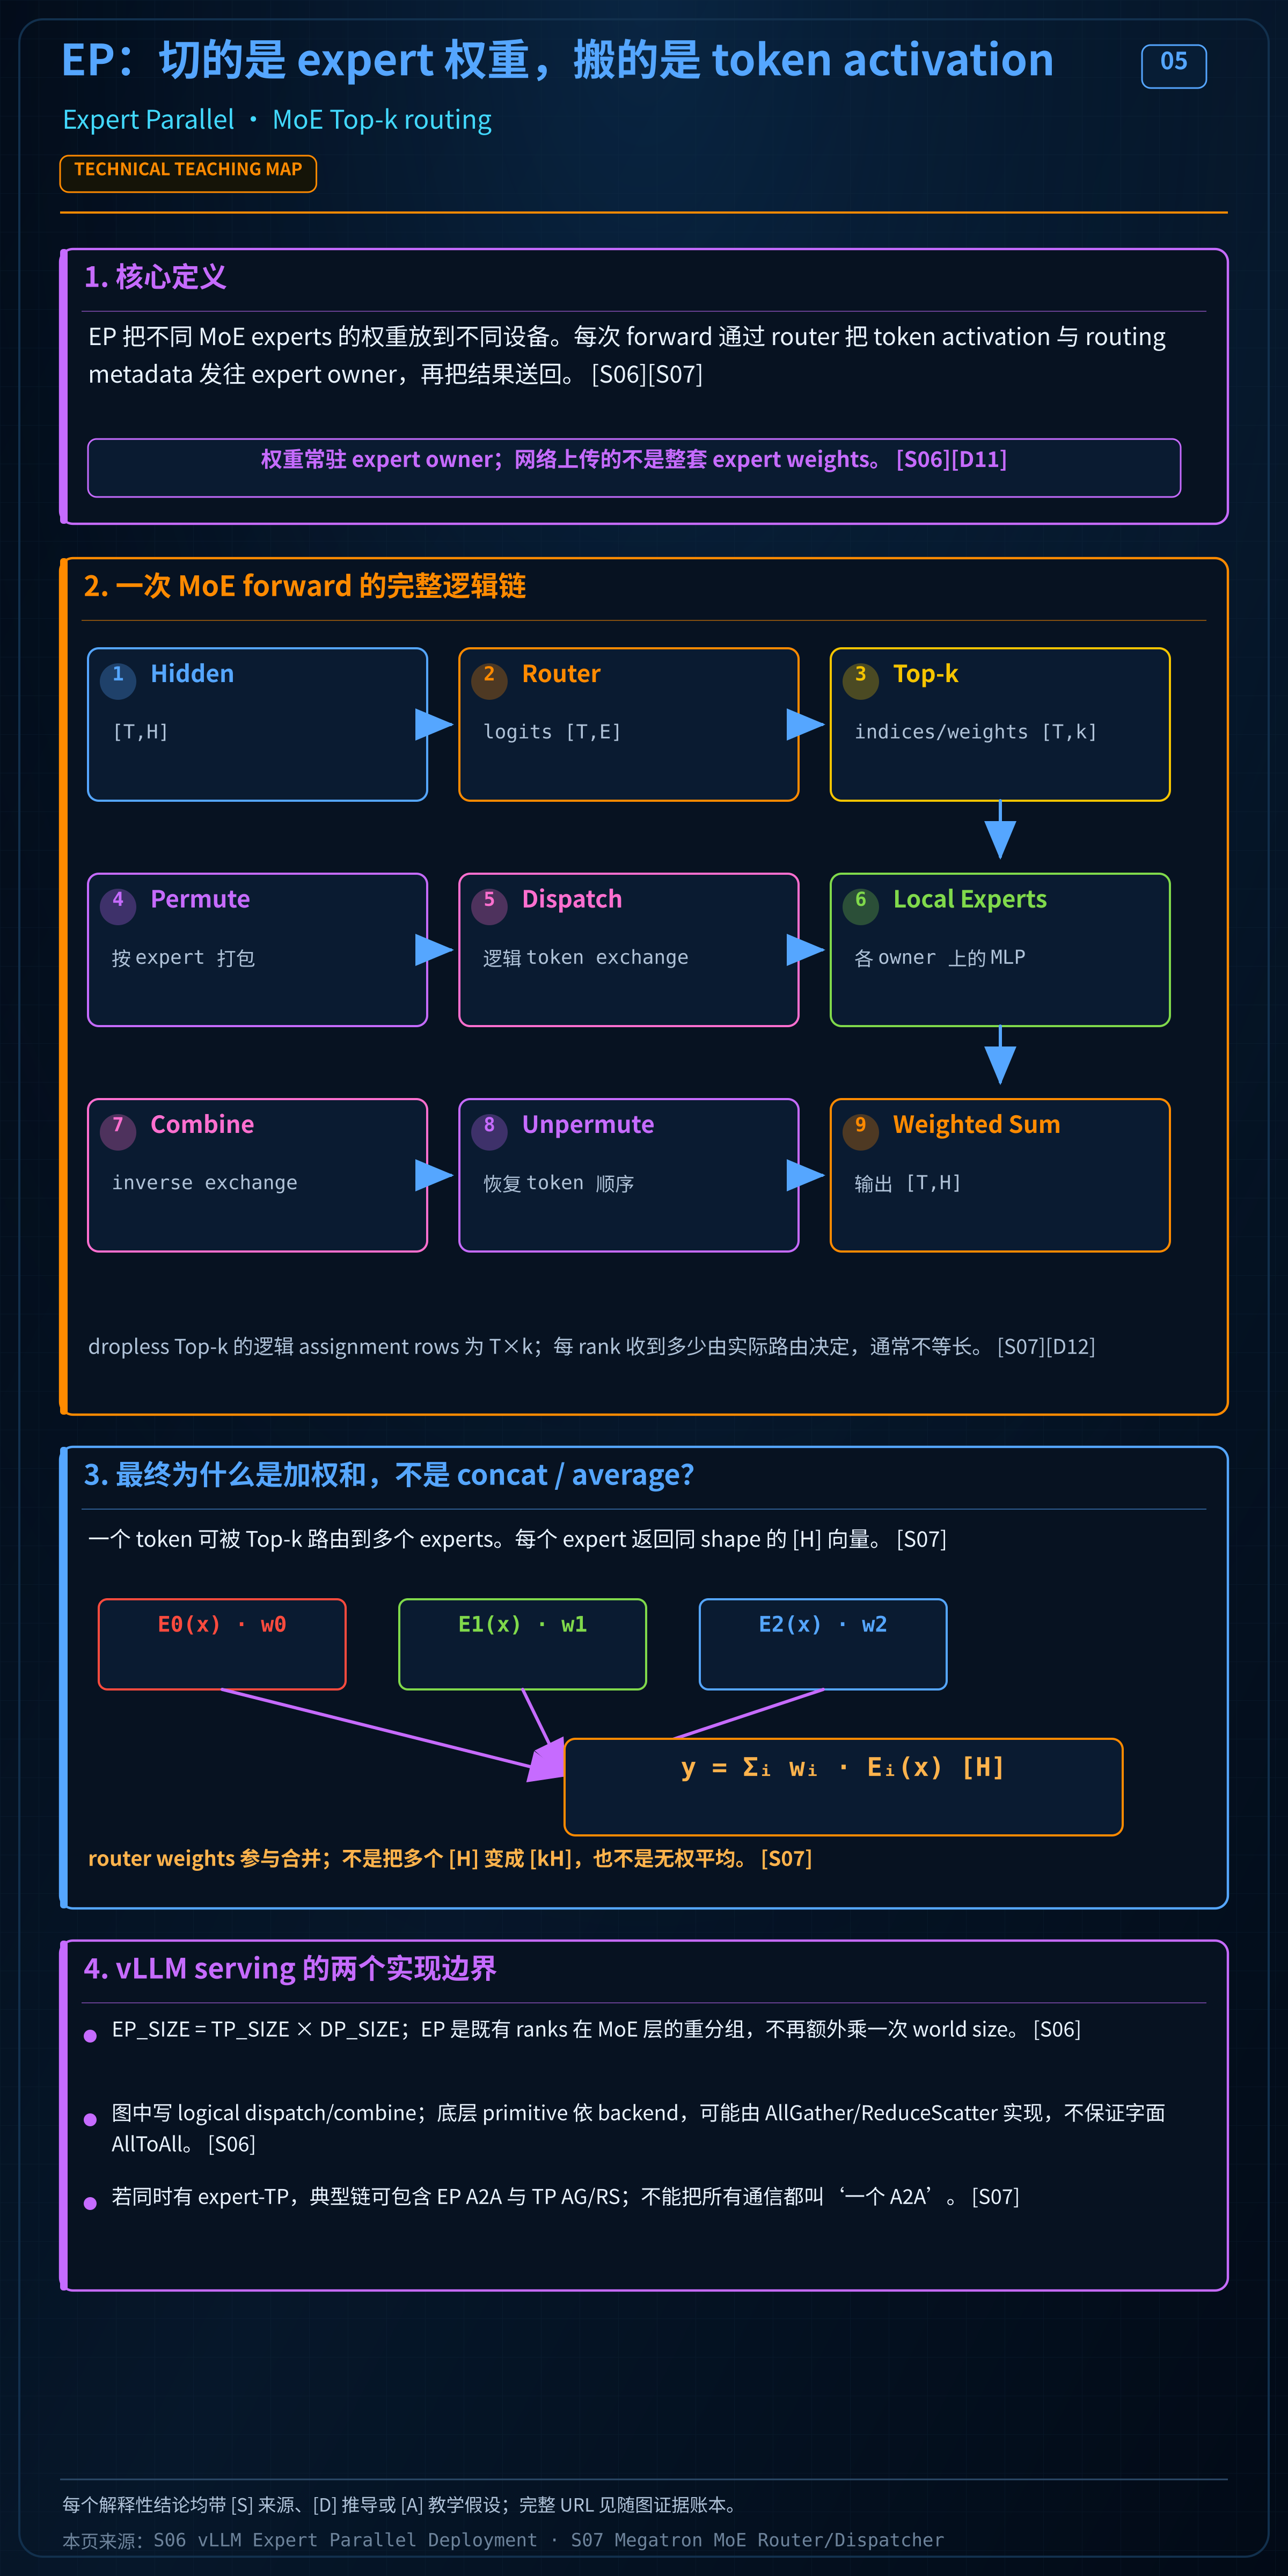 EP：切的是 expert 权重，搬的是 token activation
05
Expert Parallel · MoE Top-k routing
TECHNICAL TEACHING MAP
1. 核心定义
EP 把不同 MoE experts 的权重放到不同设备。每次 forward 通过 router 把 token activation 与 routing
metadata 发往 expert owner，再把结果送回。 [S06][S07]
权重常驻 expert owner；网络上传的不是整套 expert weights。 [S06][D11]
2. 一次 MoE forward 的完整逻辑链
1 Hidden
[T,H]
2 Router
logits [T,E]
3 Top-k
indices/weights [T,k]
4 Permute
按 expert 打包
5 Dispatch
逻辑 token exchange
6 Local Experts
各 owner 上的 MLP
7 Combine
inverse exchange
8 Unpermute
恢复 token 顺序
9 Weighted Sum
输出 [T,H]
dropless Top-k 的逻辑 assignment rows 为 T×k；每 rank 收到多少由实际路由决定，通常不等长。 [S07][D12]
3. 最终为什么是加权和，不是 concat / average？
一个 token 可被 Top-k 路由到多个 experts。每个 expert 返回同 shape 的 [H] 向量。 [S07]
E0(x) · w0
E1(x) · w1
E2(x) · w2
y = Σᵢ wᵢ · Eᵢ(x) [H]
router weights 参与合并；不是把多个 [H] 变成 [kH]，也不是无权平均。 [S07]
4. vLLM serving 的两个实现边界
EP_SIZE = TP_SIZE × DP_SIZE；EP 是既有 ranks 在 MoE 层的重分组，不再额外乘一次 world size。 [S06]
图中写 logical dispatch/combine；底层 primitive 依 backend，可能由 AllGather/ReduceScatter 实现，不保证字面
AllToAll。 [S06]
若同时有 expert-TP，典型链可包含 EP A2A 与 TP AG/RS；不能把所有通信都叫‘一个 A2A’。 [S07]
每个解释性结论均带 [S] 来源、[D] 推导或 [A] 教学假设；完整 URL 见随图证据账本。
本页来源：S06 vLLM Expert Parallel Deployment · S07 Megatron MoE Router/Dispatcher